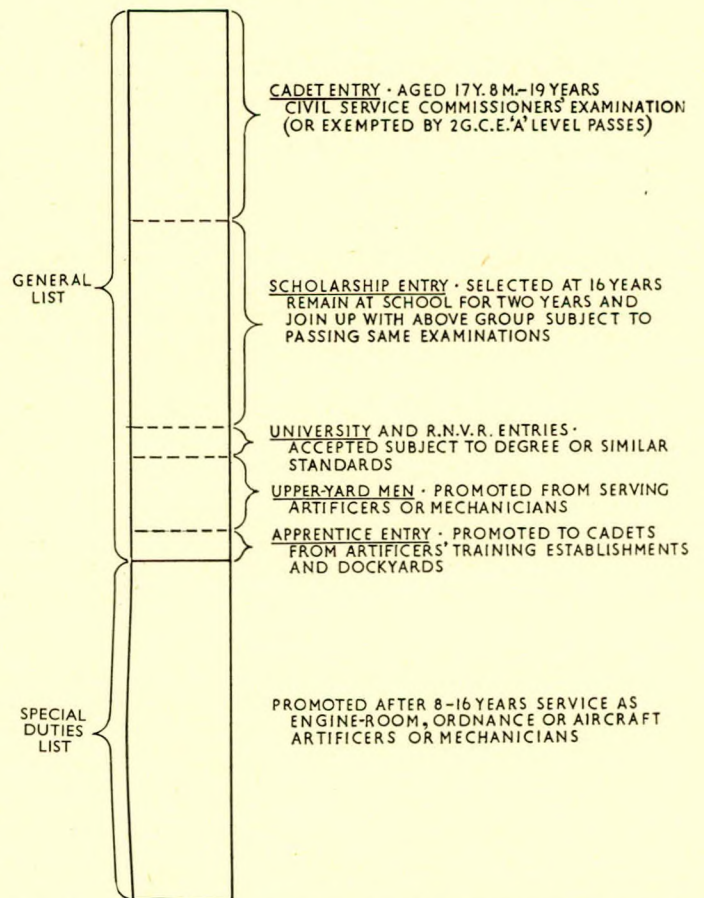 CADET ENTRY · AGED 17Y. 8M.–19 YEARS
CIVIL SERVICE COMMISSIONERS' EXAMINATION
(OR EXEMPTED BY 2G.C.E.'A' LEVEL PASSES)
GENERAL
LIST
SCHOLARSHIP ENTRY · SELECTED AT 16 YEARS
REMAIN AT SCHOOL FOR TWO YEARS AND
JOIN UP WITH ABOVE GROUP SUBJECT TO
PASSING SAME EXAMINATIONS
UNIVERSITY AND R.N.V.R. ENTRIES ·
ACCEPTED SUBJECT TO DEGREE OR SIMILAR
STANDARDS
UPPER-YARD MEN · PROMOTED FROM SERVING
ARTIFICERS OR MECHANICIANS
APPRENTICE ENTRY · PROMOTED TO CADETS
FROM ARTIFICERS' TRAINING ESTABLISHMENTS
AND DOCKYARDS
SPECIAL
DUTIES
LIST
PROMOTED AFTER 8–16 YEARS SERVICE AS
ENGINE-ROOM, ORDNANCE OR AIRCRAFT
ARTIFICERS OR MECHANICIANS